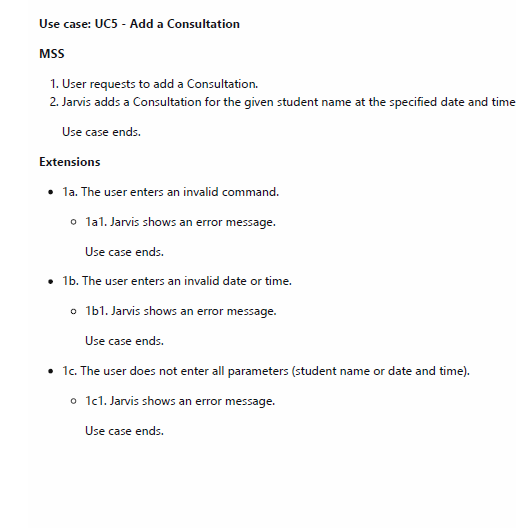 Use case: UC5 - Add a Consultation
MSS
1. User requests to add a Consultation.
2. Jarvis adds a Consultation for the given student name at the specified date and time
Use case ends.
Extensions
• 1a. The user enters an invalid command.
◦ 1a1. Jarvis shows an error message.
Use case ends.
• 1b. The user enters an invalid date or time.
◦ 1b1. Jarvis shows an error message.
Use case ends.
• 1c. The user does not enter all parameters (student name or date and time).
◦ 1c1. Jarvis shows an error message.
Use case ends.